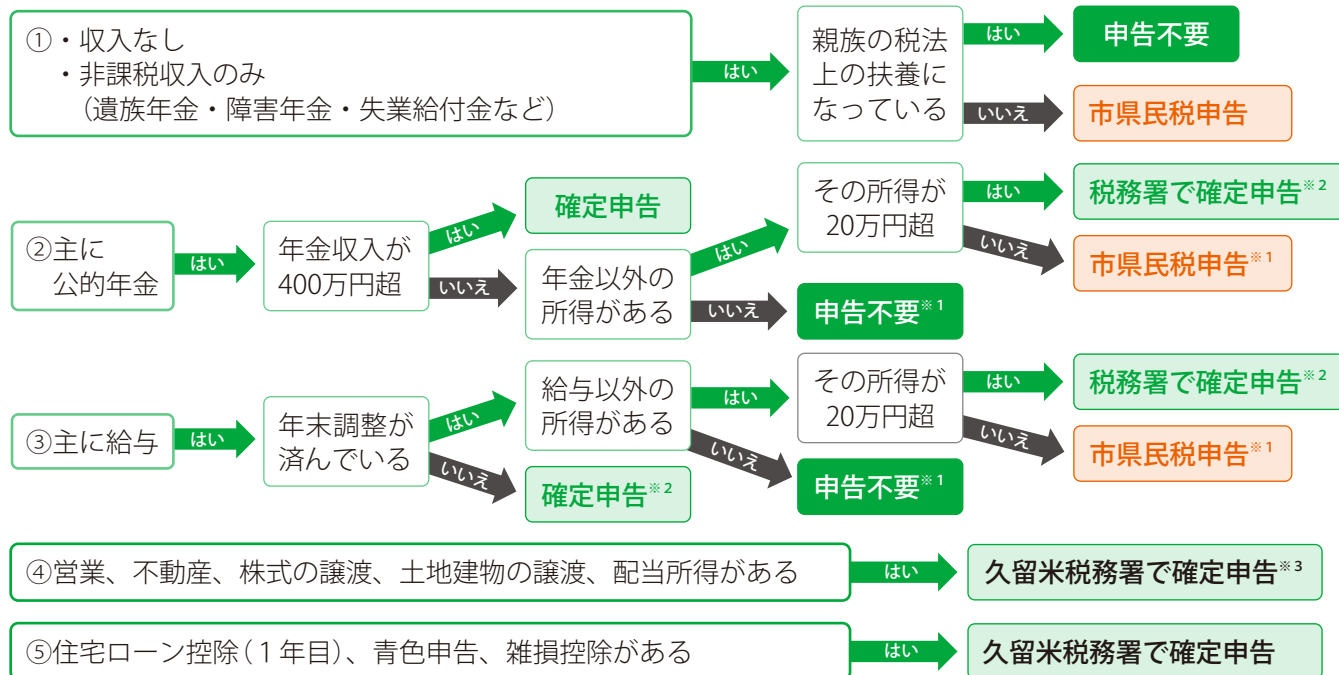 ①・収入なし
・非課税収入のみ
（遺族年金・障害年金・失業給付金など）
はい
親族の税法
上の扶養に
なっている
はい
申告不要
いいえ
市県民税申告
②主に
公的年金
はい
年金収入が
400万円超
はい
確定申告
いいえ
年金以外の
所得がある
はい
その所得が
20万円超
はい
税務署で確定申告※2
いいえ
市県民税申告※1
いいえ
申告不要※1
③主に給与
はい
年末調整が
済んでいる
はい
給与以外の
所得がある
はい
その所得が
20万円超
はい
税務署で確定申告※2
いいえ
市県民税申告※1
いいえ
申告不要※1
いいえ
確定申告※2
④営業、不動産、株式の譲渡、土地建物の譲渡、配当所得がある
はい
久留米税務署で確定申告※3
⑤住宅ローン控除（１年目）、青色申告、雑損控除がある
はい
久留米税務署で確定申告